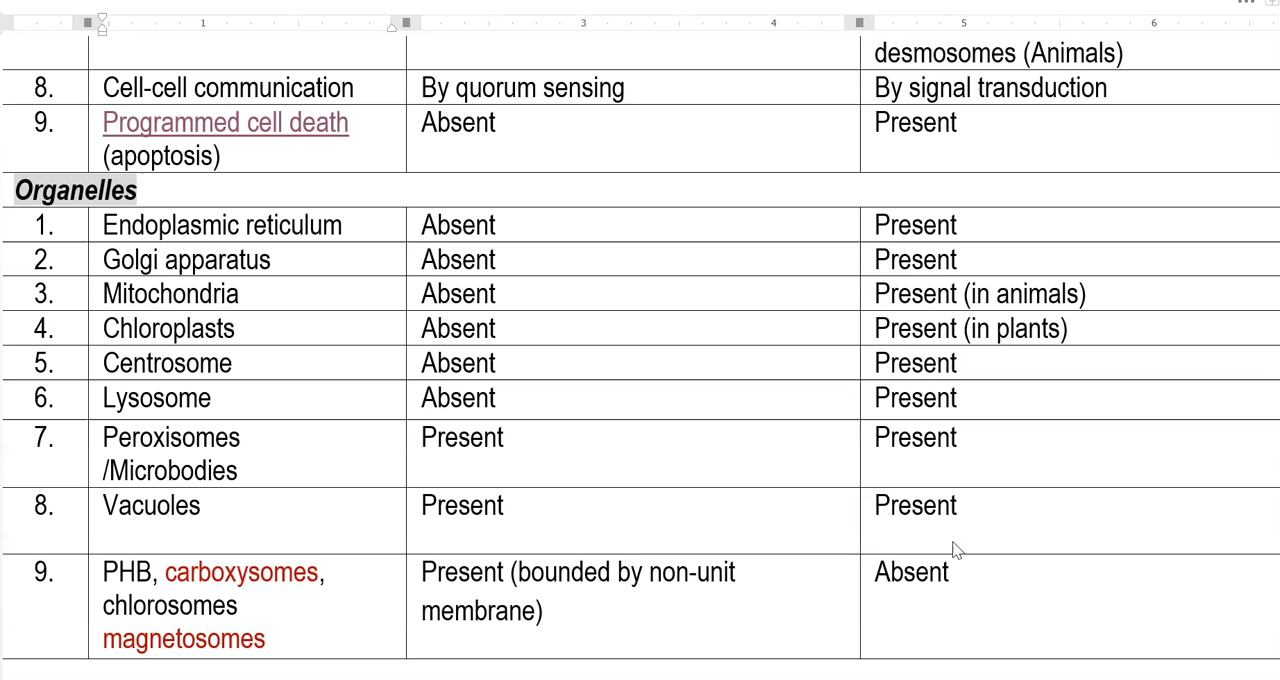 1 3 4 5 6
desmosomes (Animals)
8. Cell-cell communication By quorum sensing By signal transduction
9. Programmed cell death Absent Present
(apoptosis)
Organelles
1. Endoplasmic reticulum Absent Present
2. Golgi apparatus Absent Present
3. Mitochondria Absent Present (in animals)
4. Chloroplasts Absent Present (in plants)
5. Centrosome Absent Present
6. Lysosome Absent Present
7. Peroxisomes Present Present
/Microbodies
8. Vacuoles Present Present
9. PHB, carboxysomes, Present (bounded by non-unit Absent
chlorosomes membrane)
magnetosomes